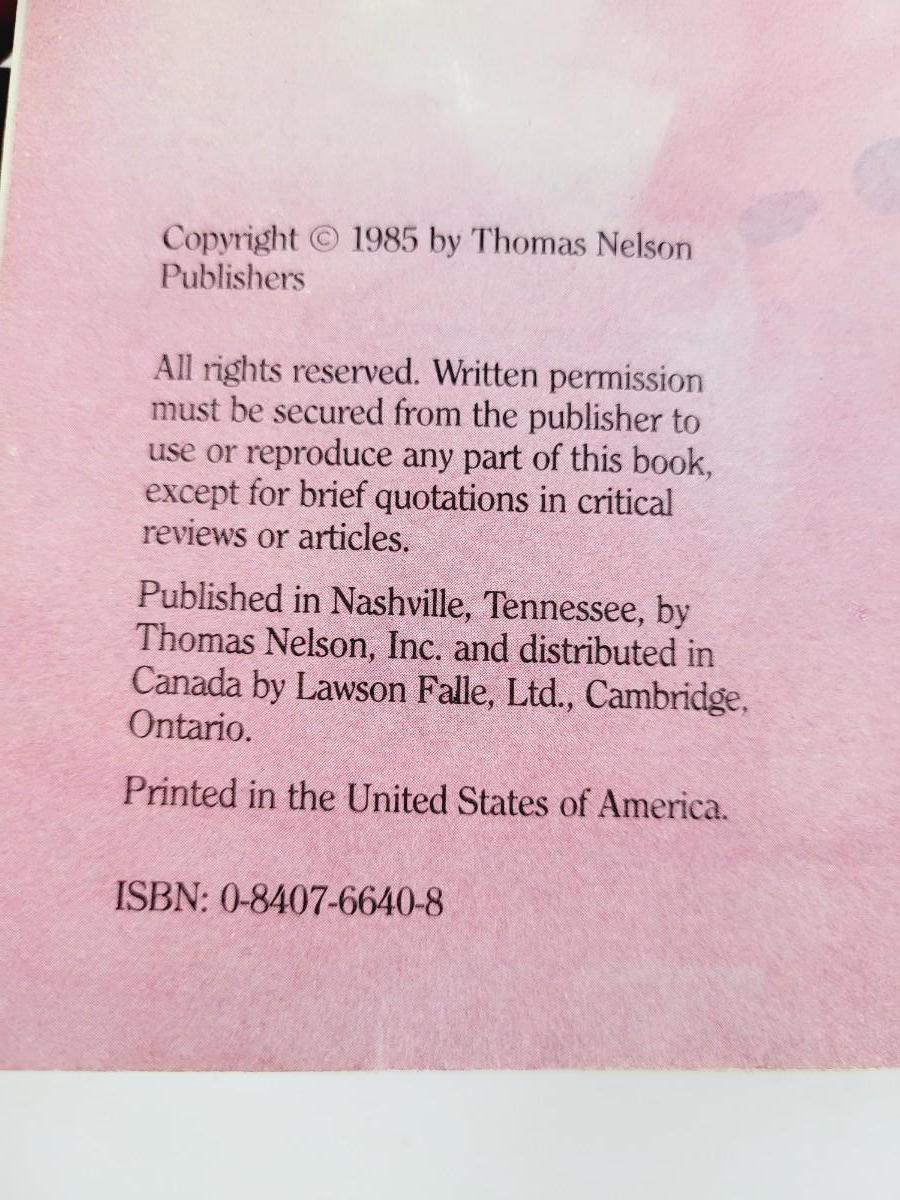 Copyright © 1985 by Thomas Nelson
Publishers
All rights reserved. Written permission
must be secured from the publisher to
use or reproduce any part of this book,
except for brief quotations in critical
reviews or articles.
Published in Nashville, Tennessee, by
Thomas Nelson, Inc. and distributed in
Canada by Lawson Falle, Ltd., Cambridge,
Ontario.
Printed in the United States of America.
ISBN: 0-8407-6640-8